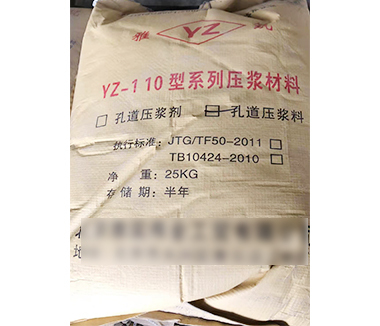 雅 YZ
YZ-110型系列压浆材料
□孔道压浆剂 □孔道压浆料
执行标准：JTG/TF50-2011□
TB10424-2010□
净 重：25KG
存 储 期：半年